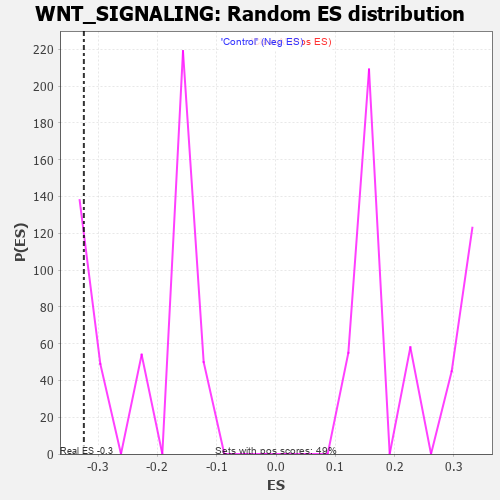 WNT_SIGNALING: Random ES distribution
'Control' (Neg ES) os ES)
P(ES)
220
200
180
160
140
120
100
80
60
40
20
0
Real ES -0.3
Sets with pos scores: 49%
-0.3 -0.2 -0.1 0.0 0.1 0.2 0.3
ES